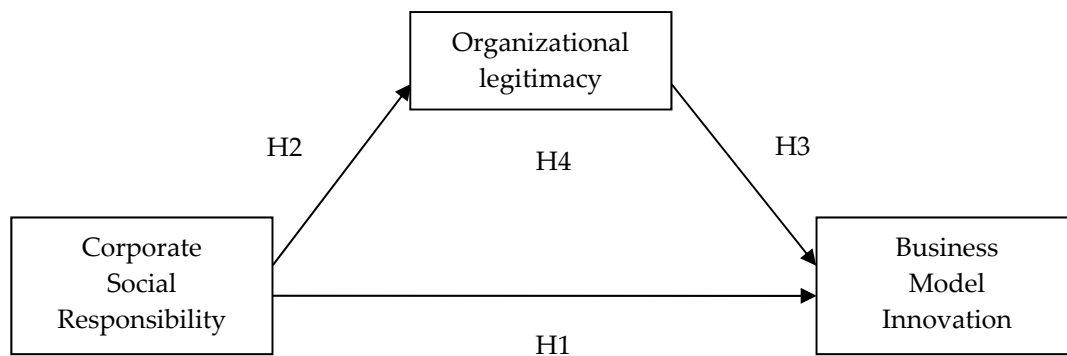 Organizational
legitimacy
H2
H4
H3
Corporate
Social
Responsibility
Business
Model
Innovation
H1